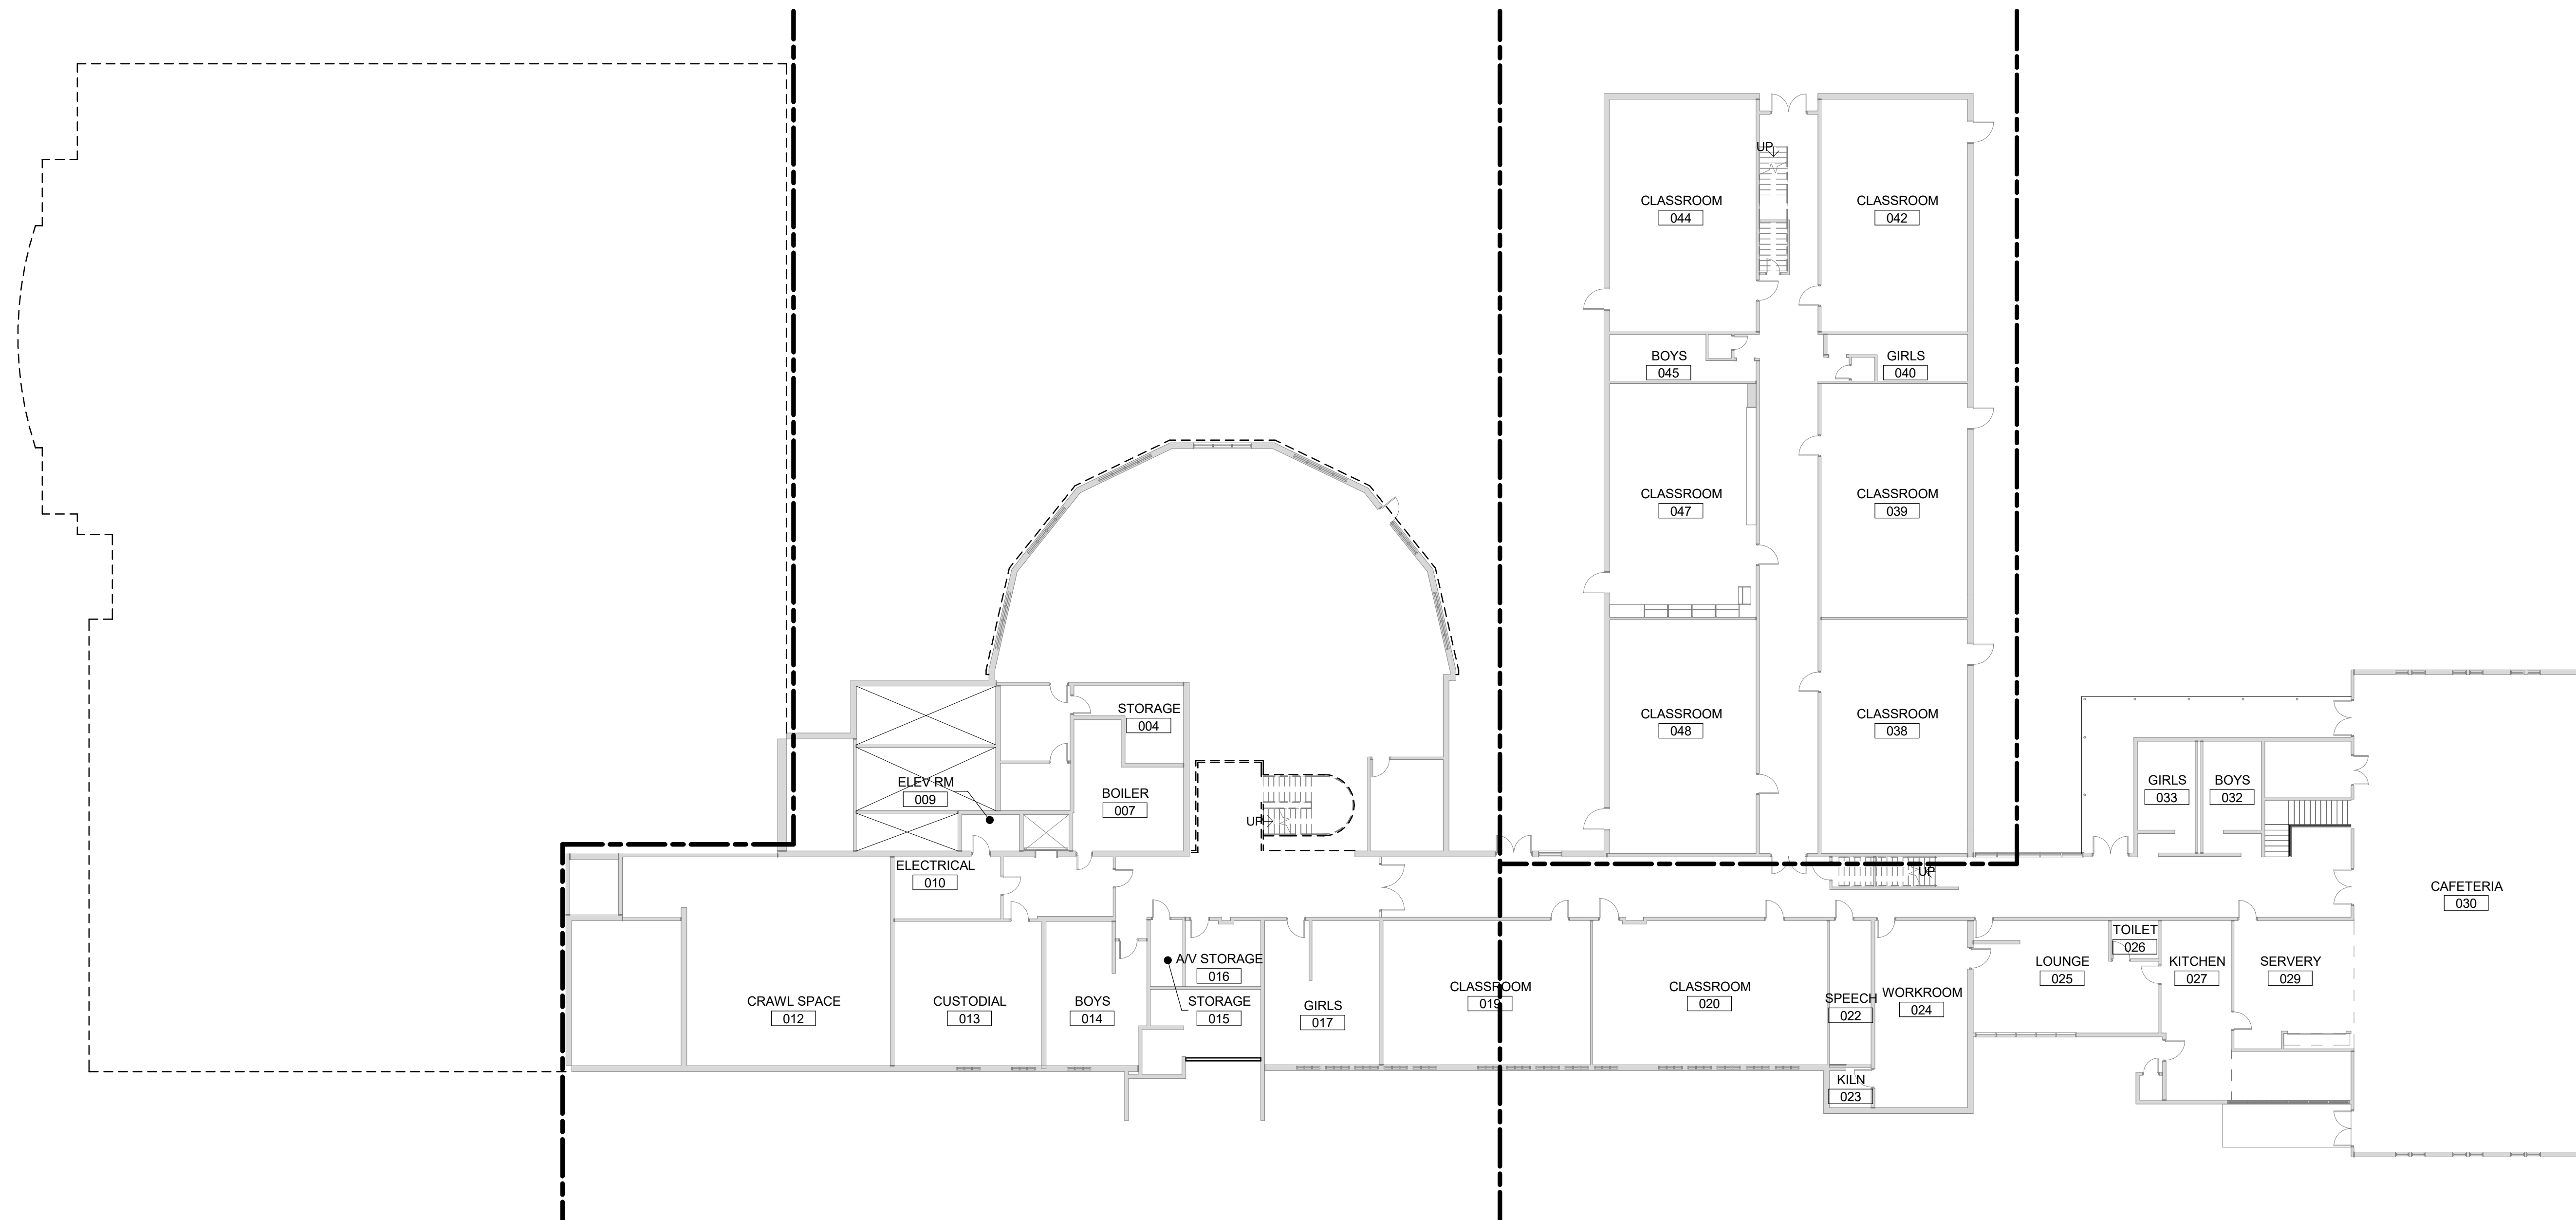 UP
CLASSROOM
044
CLASSROOM
042
BOYS
045
GIRLS
040
CLASSROOM
047
CLASSROOM
039
STORAGE
004
CLASSROOM
048
CLASSROOM
038
ELEV RM
009
BOILER
007
UP
GIRLS
033
BOYS
032
ELECTRICAL
010
UP
CAFETERIA
030
CRAWL SPACE
012
CUSTODIAL
013
BOYS
014
A/V STORAGE
016
STORAGE
015
GIRLS
017
CLASSROOM
019
CLASSROOM
020
SPEECH
022
KILN
023
WORKROOM
024
LOUNGE
025
TOILET
026
KITCHEN
027
SERVERY
029